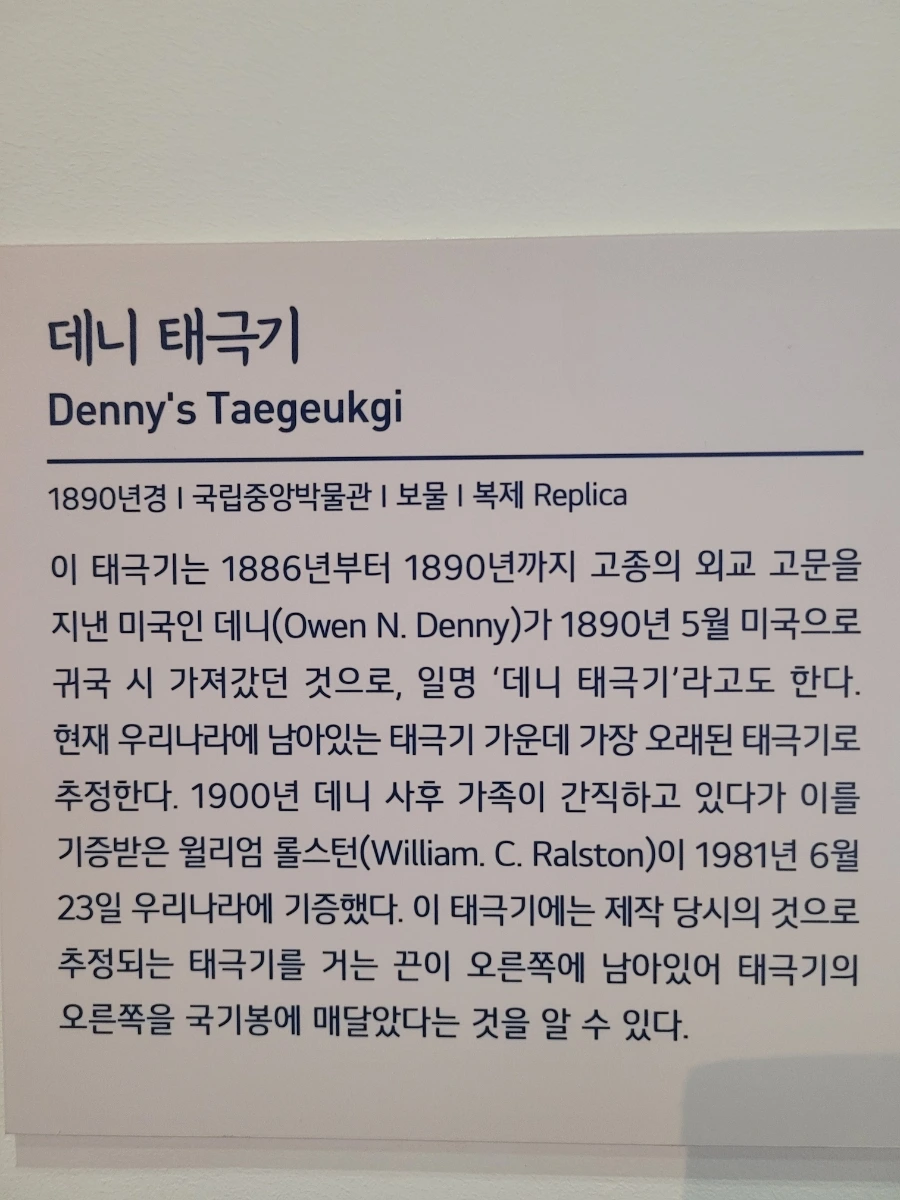 데니 태극기
Denny's Taegeukgi
1890년경 | 국립중앙박물관 | 보물 | 복제 Replica
이 태극기는 1886년부터 1890년까지 고종의 외교 고문을
지낸 미국인 데니(Owen N. Denny)가 1890년 5월 미국으로
귀국 시 가져갔던 것으로, 일명 ‘데니 태극기’라고도 한다.
현재 우리나라에 남아있는 태극기 가운데 가장 오래된 태극기로
추정한다. 1900년 데니 사후 가족이 간직하고 있다가 이를
기증받은 윌리엄 롤스턴(William. C. Ralston)이 1981년 6월
23일 우리나라에 기증했다. 이 태극기에는 제작 당시의 것으로
추정되는 태극기를 거는 끈이 오른쪽에 남아있어 태극기의
오른쪽을 국기봉에 매달았다는 것을 알 수 있다.